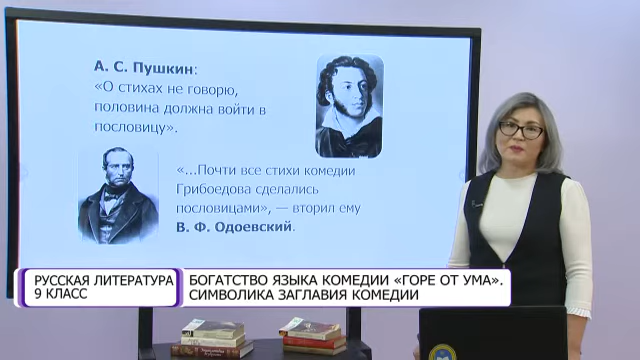 А. С. Пушкин:
«О стихах не говорю,
половина должна войти в
пословицу».
«...Почти все стихи комедии
Грибоедова сделались
пословицами», — вторил ему
В. Ф. Одоевский.
РУССКАЯ ЛИТЕРАТУРА
9 КЛАСС
БОГАТСТВО ЯЗЫКА КОМЕДИИ «ГОРЕ ОТ УМА».
СИМВОЛИКА ЗАГЛАВИЯ КОМЕДИИ